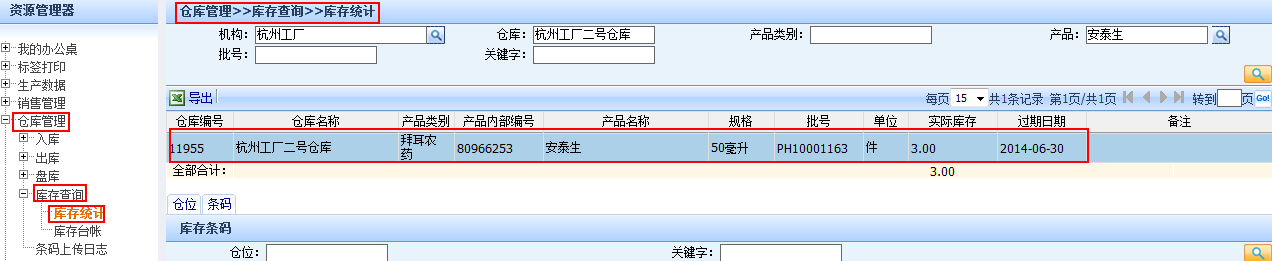 资源管理器
我的办公桌
标签打印
生产数据
销售管理
仓库管理
入库
出库
盘库
库存查询
库存统计
库存台帐
条码上传日志
仓库管理>>库存查询>>库存统计
机构： 杭州工厂 仓库： 杭州工厂二号仓库 产品类别： 产品： 安泰生
批号： 关键字：
导出 每页 15 共1条记录 第1页/共1页 转到 页 Go!
仓库编号 仓库名称 产品类别 产品内部编号 产品名称 规格 批号 单位 实际库存 过期日期 备注
11955 杭州工厂二号仓库 拜耳农药 80966253 安泰生 50毫升 PH10001163 件 3.00 2014-06-30
全部合计： 3.00
仓位 条码
库存条码
仓位： 关键字：